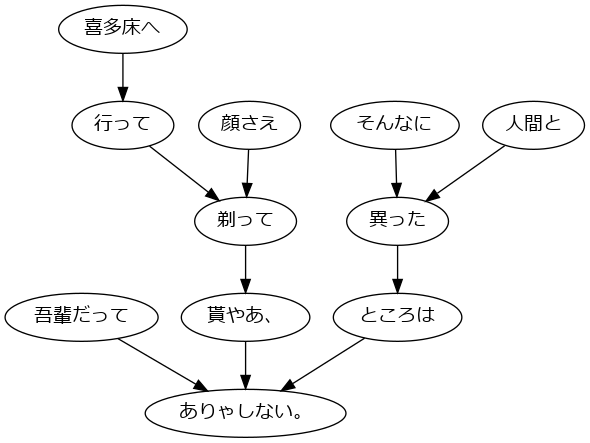 喜多床へ
行って
顔さえ
そんなに
人間と
剃って
異った
吾輩だって
貰やあ、
ところは
ありゃしない。